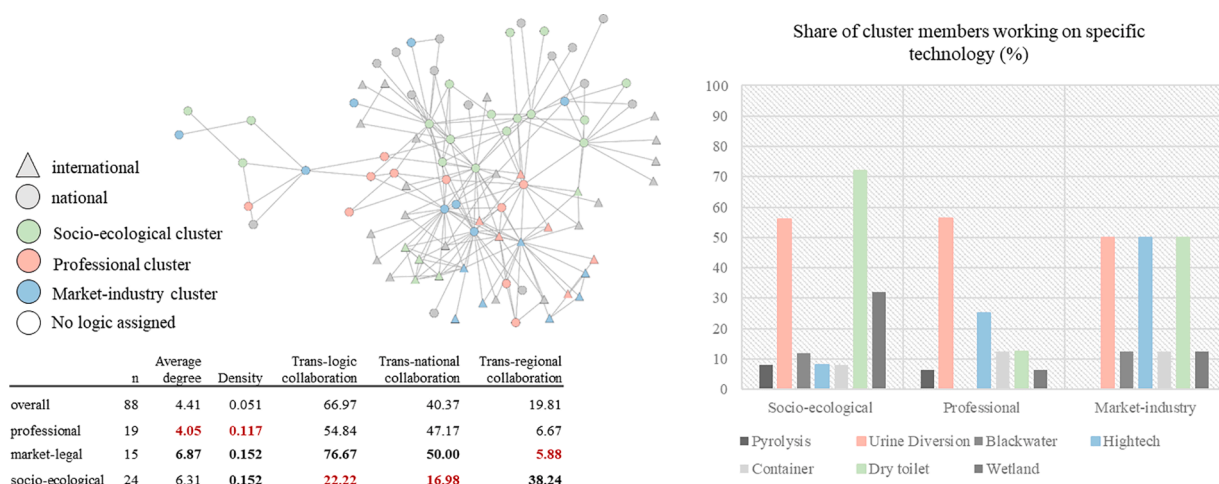 international
national
Socio-ecological cluster
Professional cluster
Market-industry cluster
No logic assigned
n Average degree Density Trans-logic collaboration Trans-national collaboration Trans-regional collaboration
overall 88 4.41 0.051 66.97 40.37 19.81
professional 19 4.05 0.117 54.84 47.17 6.67
market-legal 15 6.87 0.152 76.67 50.00 5.88
socio-ecological 24 6.31 0.152 22.22 16.98 38.24
Share of cluster members working on specific
technology (%)
100
90
80
70
60
50
40
30
20
10
0
Socio-ecological Professional Market-industry
Pyrolysis Urine Diversion Blackwater Hightech
Container Dry toilet Wetland